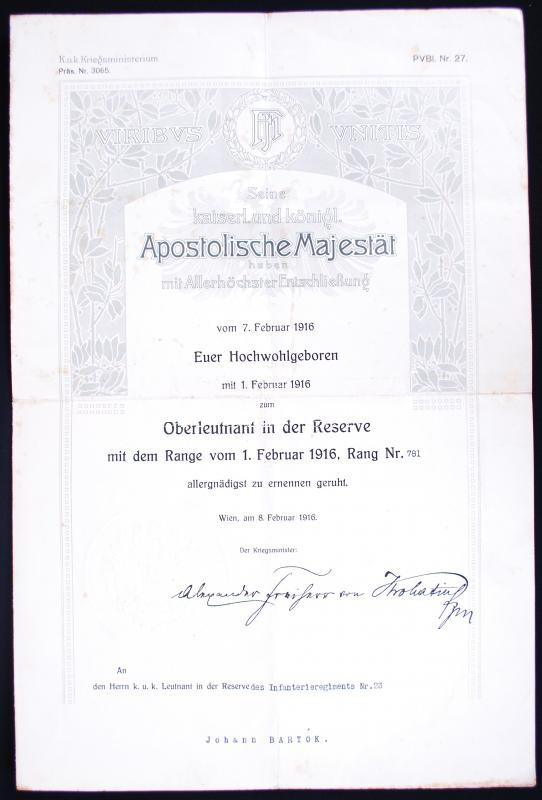 K.u.k. Kriegsministerium
Präs. Nr. 3065.
PVBl. Nr. 27.
VIRIBVS VNITIS
FJI
Seine
kaiserl. und königl.
Apostolische Majestät
haben
mit Allerhöchster Entschließung
vom 7. Februar 1916
Euer Hochwohlgeboren
mit 1. Februar 1916
zum
Oberleutnant in der Reserve
mit dem Range vom 1. Februar 1916, Rang Nr. 791
allergnädigst zu ernennen geruht.
Wien, am 8. Februar 1916.
Der Kriegsminister:
Alexander Freiherr von Krobatin
An
den Herrn k. u. k. Leutnant in der Reserve des Infanterieregiments Nr.23
Johann BARTÓK.